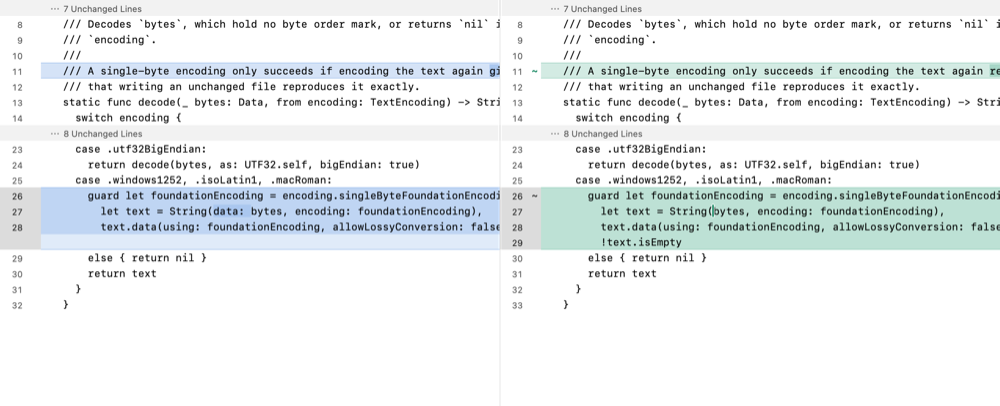 ··· 7 Unchanged Lines
8 /// Decodes `bytes`, which hold no byte order mark, or returns `nil` i
9 /// `encoding`.
10 ///
11 /// A single-byte encoding only succeeds if encoding the text again gi
12 /// that writing an unchanged file reproduces it exactly.
13 static func decode(_ bytes: Data, from encoding: TextEncoding) -> Stri
14 switch encoding {
··· 8 Unchanged Lines
23 case .utf32BigEndian:
24 return decode(bytes, as: UTF32.self, bigEndian: true)
25 case .windows1252, .isoLatin1, .macRoman:
26 guard let foundationEncoding = encoding.singleByteFoundationEncodi
27 let text = String(data: bytes, encoding: foundationEncoding),
28 text.data(using: foundationEncoding, allowLossyConversion: false
29 else { return nil }
30 return text
31 }
32 }
··· 7 Unchanged Lines
8 /// Decodes `bytes`, which hold no byte order mark, or returns `nil` i
9 /// `encoding`.
10 ///
11 ~ /// A single-byte encoding only succeeds if encoding the text again re
12 /// that writing an unchanged file reproduces it exactly.
13 static func decode(_ bytes: Data, from encoding: TextEncoding) -> Stri
14 switch encoding {
··· 8 Unchanged Lines
23 case .utf32BigEndian:
24 return decode(bytes, as: UTF32.self, bigEndian: true)
25 case .windows1252, .isoLatin1, .macRoman:
26 ~ guard let foundationEncoding = encoding.singleByteFoundationEncodi
27 let text = String(bytes, encoding: foundationEncoding),
28 text.data(using: foundationEncoding, allowLossyConversion: false
29 !text.isEmpty
30 else { return nil }
31 return text
32 }
33 }